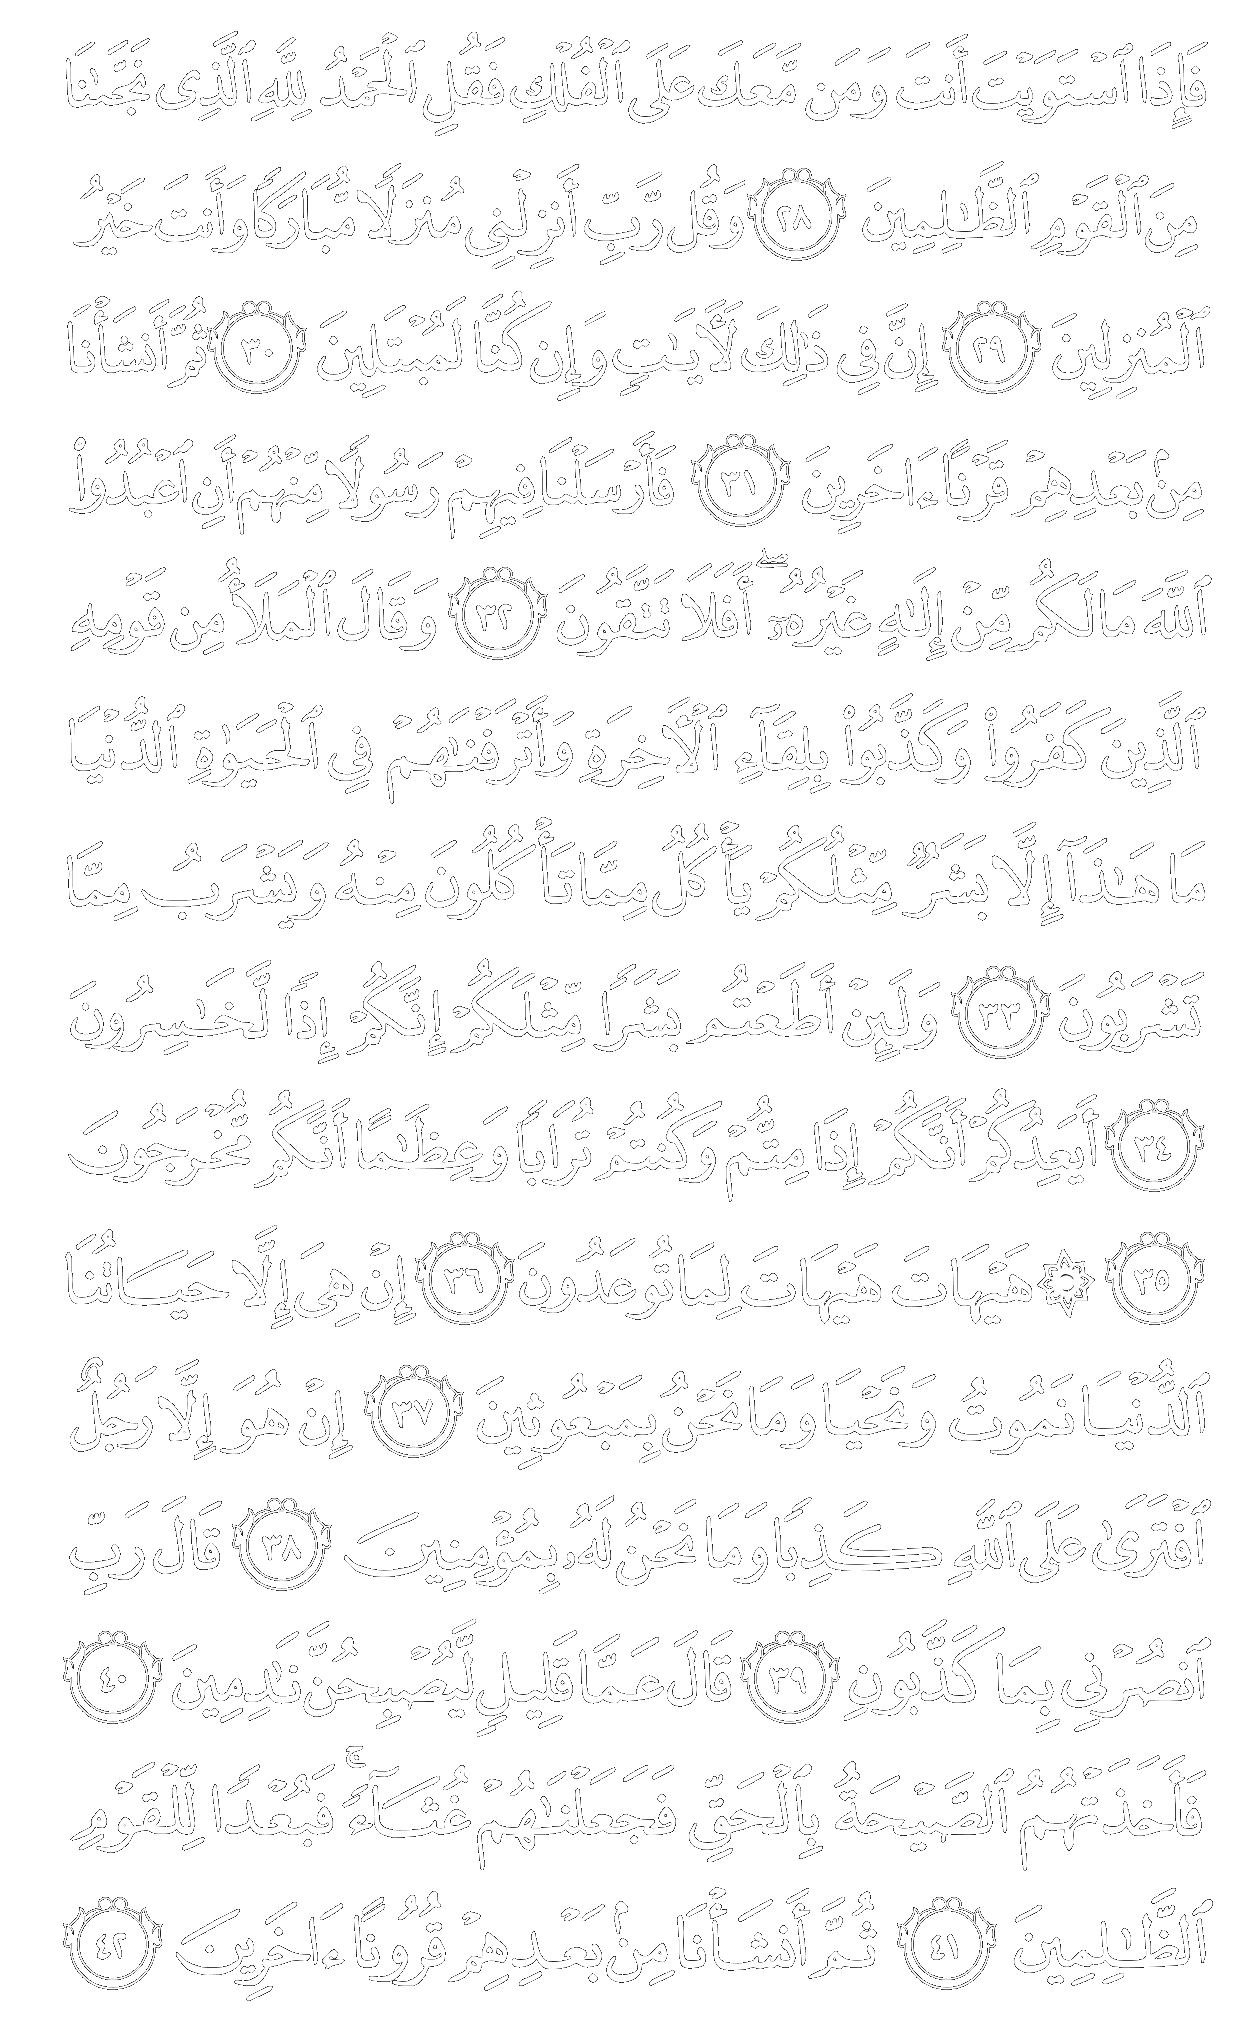 فَإِذَا ٱسْتَوَيْتَ أَنتَ وَمَن مَّعَكَ عَلَى ٱلْفُلْكِ فَقُلِ ٱلْحَمْدُ لِلَّهِ ٱلَّذِى نَجَّىٰنَا
مِنَ ٱلْقَوْمِ ٱلظَّٰلِمِينَ ٢٨ وَقُل رَّبِّ أَنزِلْنِى مُنزَلًا مُّبَارَكًا وَأَنتَ خَيْرُ
ٱلْمُنزِلِينَ ٢٩ إِنَّ فِى ذَٰلِكَ لَءَايَٰتٍ وَإِن كُنَّا لَمُبْتَلِينَ ٣٠ ثُمَّ أَنشَأْنَا
مِنۢ بَعْدِهِمْ قَرْنًا ءَاخَرِينَ ٣١ فَأَرْسَلْنَا فِيهِمْ رَسُولًا مِّنْهُمْ أَنِ ٱعْبُدُوا۟
ٱللَّهَ مَا لَكُم مِّنْ إِلَٰهٍ غَيْرُهُۥٓ ۖ أَفَلَا تَتَّقُونَ ٣٢ وَقَالَ ٱلْمَلَأُ مِن قَوْمِهِ
ٱلَّذِينَ كَفَرُوا۟ وَكَذَّبُوا۟ بِلِقَآءِ ٱلْءَاخِرَةِ وَأَتْرَفْنَٰهُمْ فِى ٱلْحَيَوٰةِ ٱلدُّنْيَا
مَا هَٰذَآ إِلَّا بَشَرٌ مِّثْلُكُمْ يَأْكُلُ مِمَّا تَأْكُلُونَ مِنْهُ وَيَشْرَبُ مِمَّا
تَشْرَبُونَ ٣٣ وَلَئِنْ أَطَعْتُم بَشَرًا مِّثْلَكُمْ إِنَّكُمْ إِذًا لَّخَٰسِرُونَ
٣٤ أَيَعِدُكُمْ أَنَّكُمْ إِذَا مِتُّمْ وَكُنتُمْ تُرَابًا وَعِظَٰمًا أَنَّكُم مُّخْرَجُونَ
٣٥ ۞ هَيْهَاتَ هَيْهَاتَ لِمَا تُوعَدُونَ ٣٦ إِنْ هِىَ إِلَّا حَيَاتُنَا
ٱلدُّنْيَا نَمُوتُ وَنَحْيَا وَمَا نَحْنُ بِمَبْعُوثِينَ ٣٧ إِنْ هُوَ إِلَّا رَجُلٌ
ٱفْتَرَىٰ عَلَى ٱللَّهِ كَذِبًا وَمَا نَحْنُ لَهُۥ بِمُؤْمِنِينَ ٣٨ قَالَ رَبِّ
ٱنصُرْنِى بِمَا كَذَّبُونِ ٣٩ قَالَ عَمَّا قَلِيلٍ لَّيُصْبِحُنَّ نَٰدِمِينَ ٤٠
فَأَخَذَتْهُمُ ٱلصَّيْحَةُ بِٱلْحَقِّ فَجَعَلْنَٰهُمْ غُثَآءً ۚ فَبُعْدًا لِّلْقَوْمِ
ٱلظَّٰلِمِينَ ٤١ ثُمَّ أَنشَأْنَا مِنۢ بَعْدِهِمْ قُرُونًا ءَاخَرِينَ ٤٢